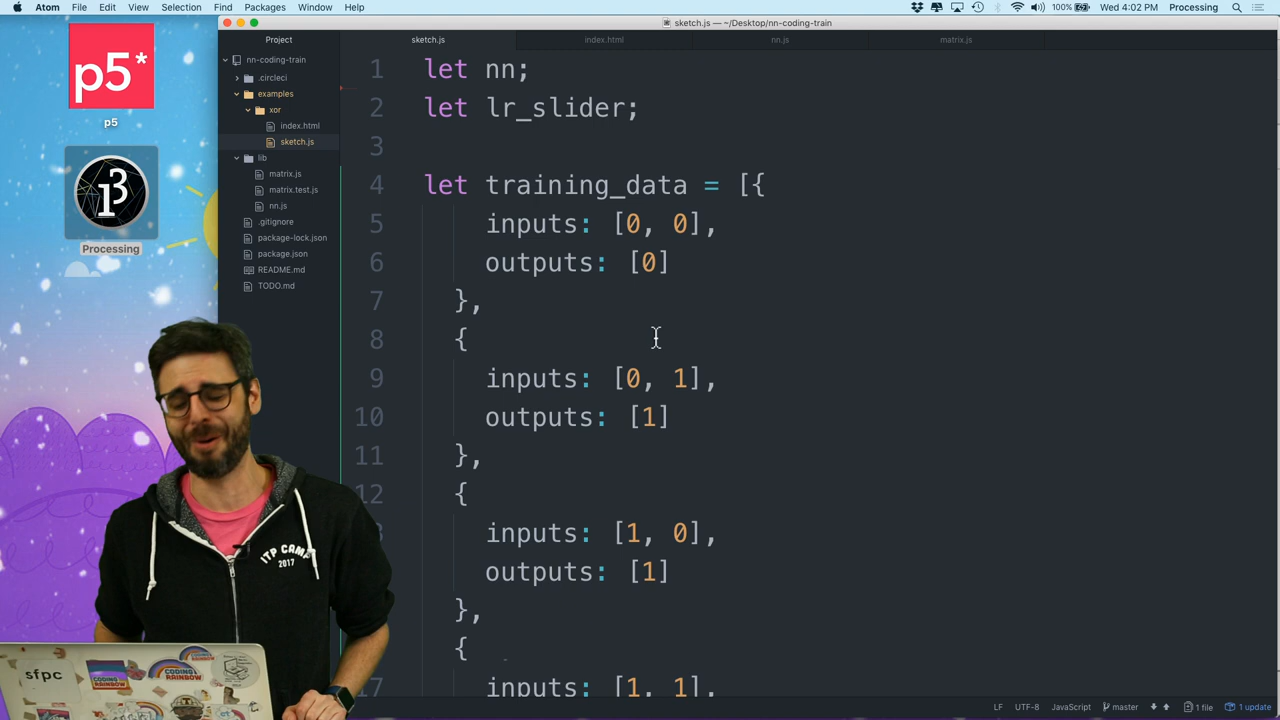 Atom File Edit View Selection Find Packages Window Help
100% Wed 4:02 PM Processing
sketch.js — ~/Desktop/nn-coding-train
p5*
p5
Processing
Project
nn-coding-train
.circleci
examples
xor
index.html
sketch.js
lib
matrix.js
matrix.test.js
nn.js
.gitignore
package-lock.json
package.json
README.md
TODO.md
sketch.js index.html nn.js matrix.js
1 let nn;
2 let lr_slider;
3
4 let training_data = [{
5 inputs: [0, 0],
6 outputs: [0]
7 },
8 {
9 inputs: [0, 1],
10 outputs: [1]
11 },
12 {
inputs: [1, 0],
outputs: [1]
},
{
17 inputs: [1, 1],
ITP CAMP
2017
sfpc
CODING
RAINBOW
LF UTF-8 JavaScript master 1 file 1 update